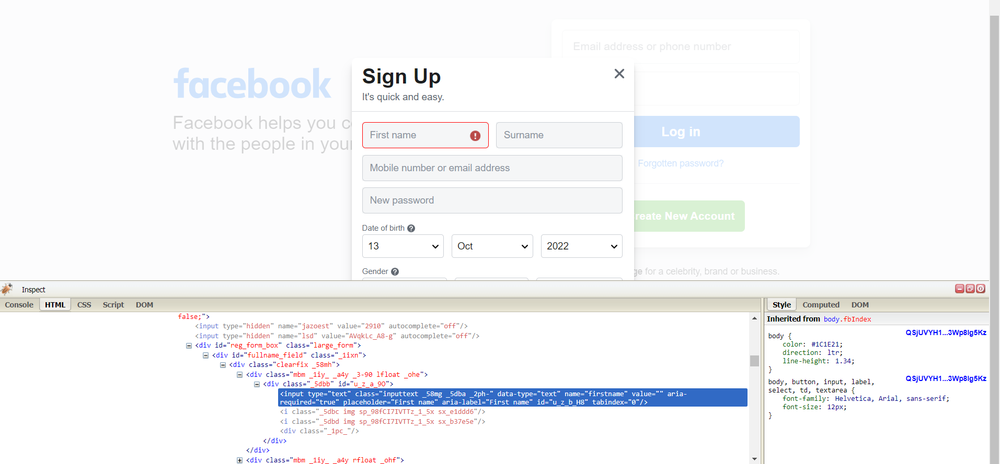 Email address or phone number
facebook
Sign Up
It's quick and easy.
Facebook helps you c
with the people in your
First name
Surname
Log in
Mobile number or email address
Forgotten password?
New password
reate New Account
Date of birth
13
Oct
2022
Gender
ge for a celebrity, brand or business.
Inspect
Console HTML CSS Script DOM
false;">
<input type="hidden" name="jazoest" value="2910" autocomplete="off"/>
<input type="hidden" name="lsd" value="AVqkLc_A8-g" autocomplete="off"/>
<div id="reg_form_box" class="large_form">
<div id="fullname_field" class="_1ixn">
<div class="clearfix _58mh">
<div class="mbm _1iy_ _a4y _3-90 lfloat _ohe">
<div class="_5dbb" id="u_z_a_9O">
<input type="text" class="inputtext _58mg _5dba _2ph-" data-type="text" name="firstname" value="" aria-
required="true" placeholder="First name" aria-label="First name" id="u_z_b_H8" tabindex="0"/>
<i class="_5dbc img sp_98fCI7IVTTz_1_5x sx_e1ddd6"/>
<i class="_5dbd img sp_98fCI7IVTTz_1_5x sx_b37e5e"/>
<div class="_1pc_"/>
</div>
</div>
<div class="mbm _1iy_ _a4y rfloat _ohf">
Style Computed DOM
Inherited from body.fbIndex
QSjUVYH1...3Wp8lg5Kz
body {
color: #1C1E21;
direction: ltr;
line-height: 1.34;
}
QSjUVYH1...3Wp8lg5Kz
body, button, input, label,
select, td, textarea {
font-family: Helvetica, Arial, sans-serif;
font-size: 12px;
}